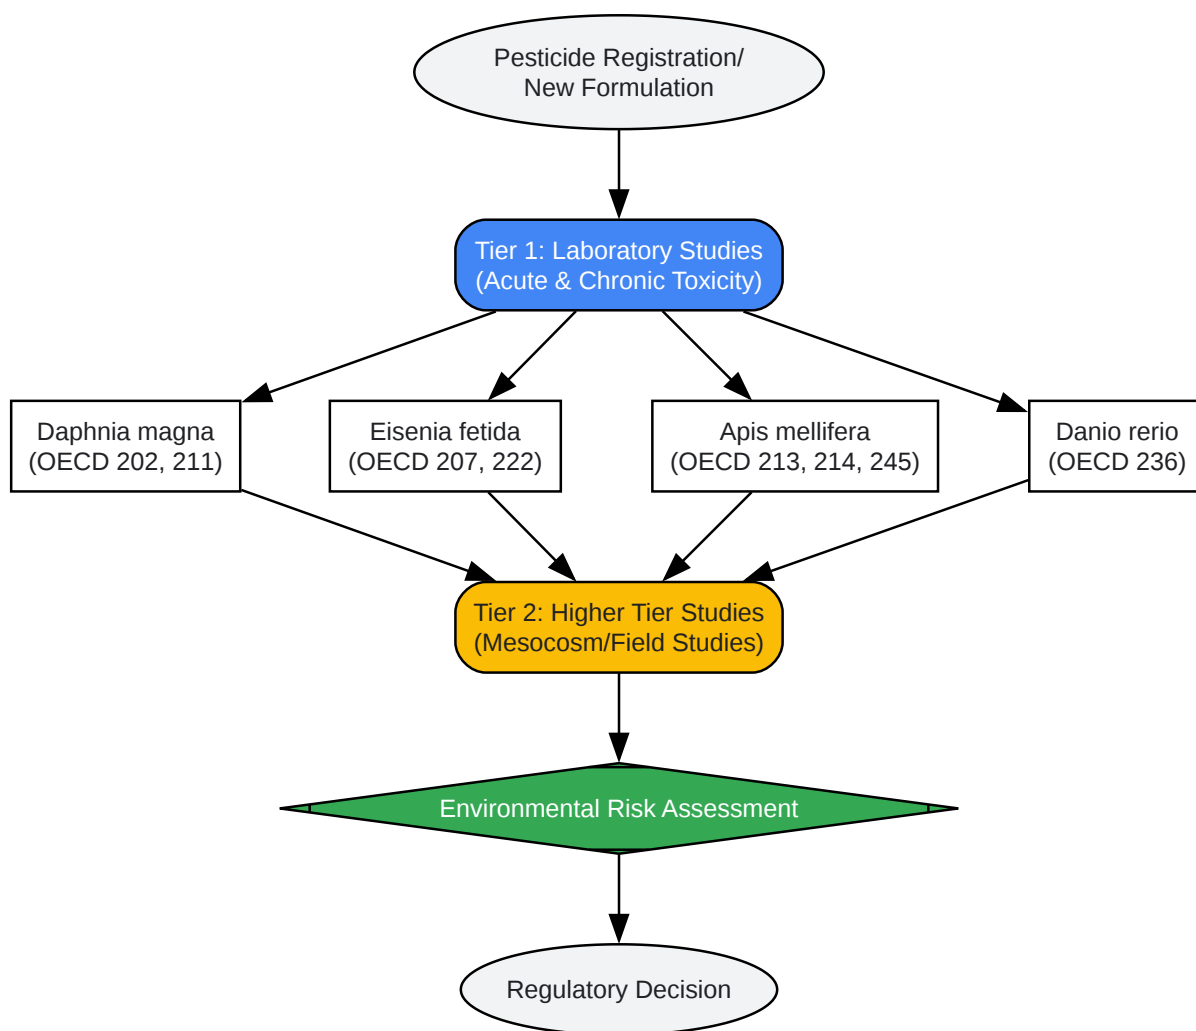 Pesticide Registration/
New Formulation
Tier 1: Laboratory Studies
(Acute & Chronic Toxicity)
Daphnia magna
(OECD 202, 211)
Eisenia fetida
(OECD 207, 222)
Apis mellifera
(OECD 213, 214, 245)
Danio rerio
(OECD 236)
Tier 2: Higher Tier Studies
(Mesocosm/Field Studies)
Environmental Risk Assessment
Regulatory Decision